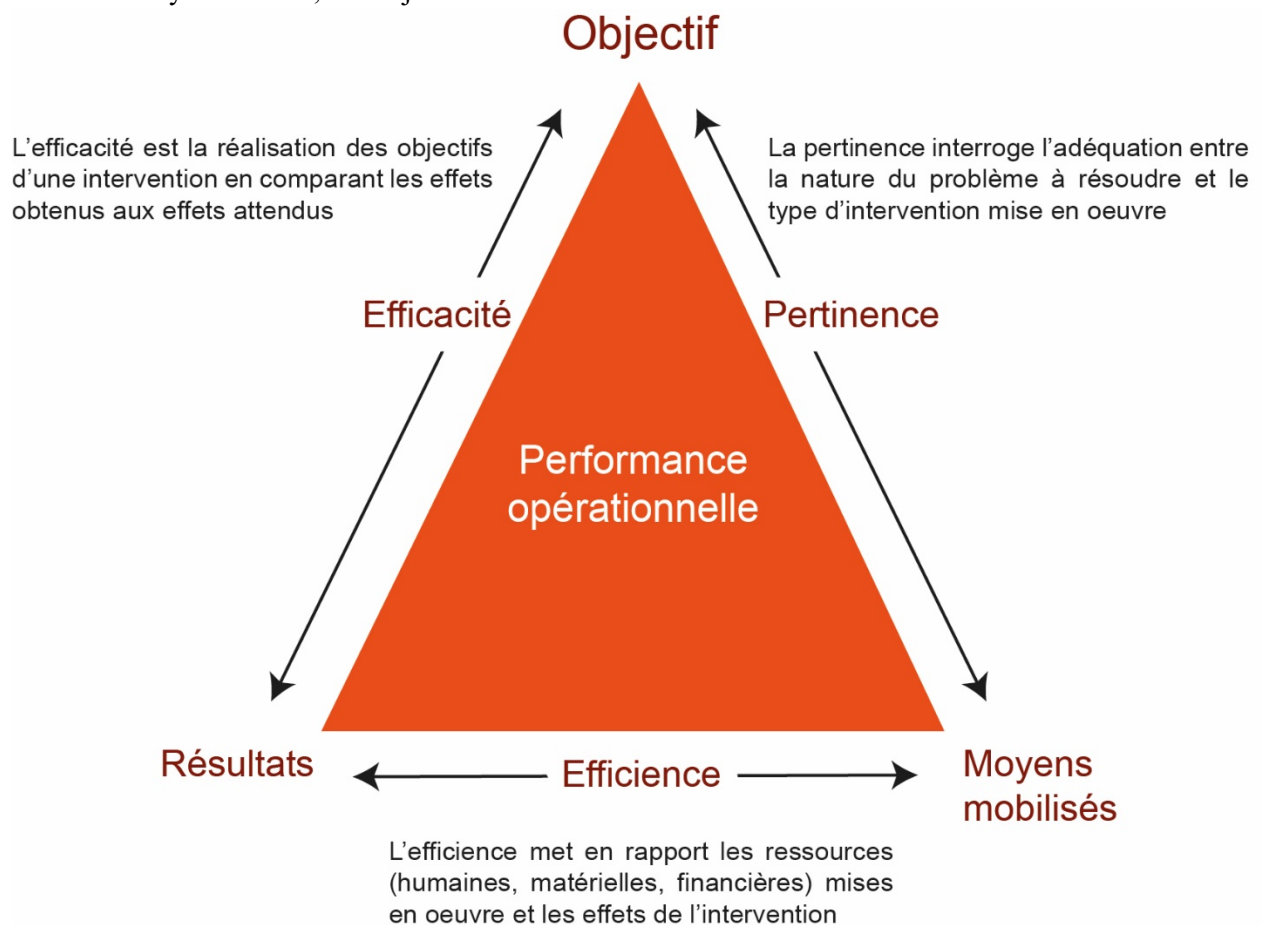 Objectif
L'efficacité est la réalisation des objectifs
d'une intervention en comparant les effets
obtenus aux effets attendus
La pertinence interroge l'adéquation entre
la nature du problème à résoudre et le
type d'intervention mise en oeuvre
Efficacité
Pertinence
Performance
opérationnelle
Résultats
Efficience
Moyens
mobilisés
L'efficience met en rapport les ressources
(humaines, matérielles, financières) mises
en oeuvre et les effets de l'intervention